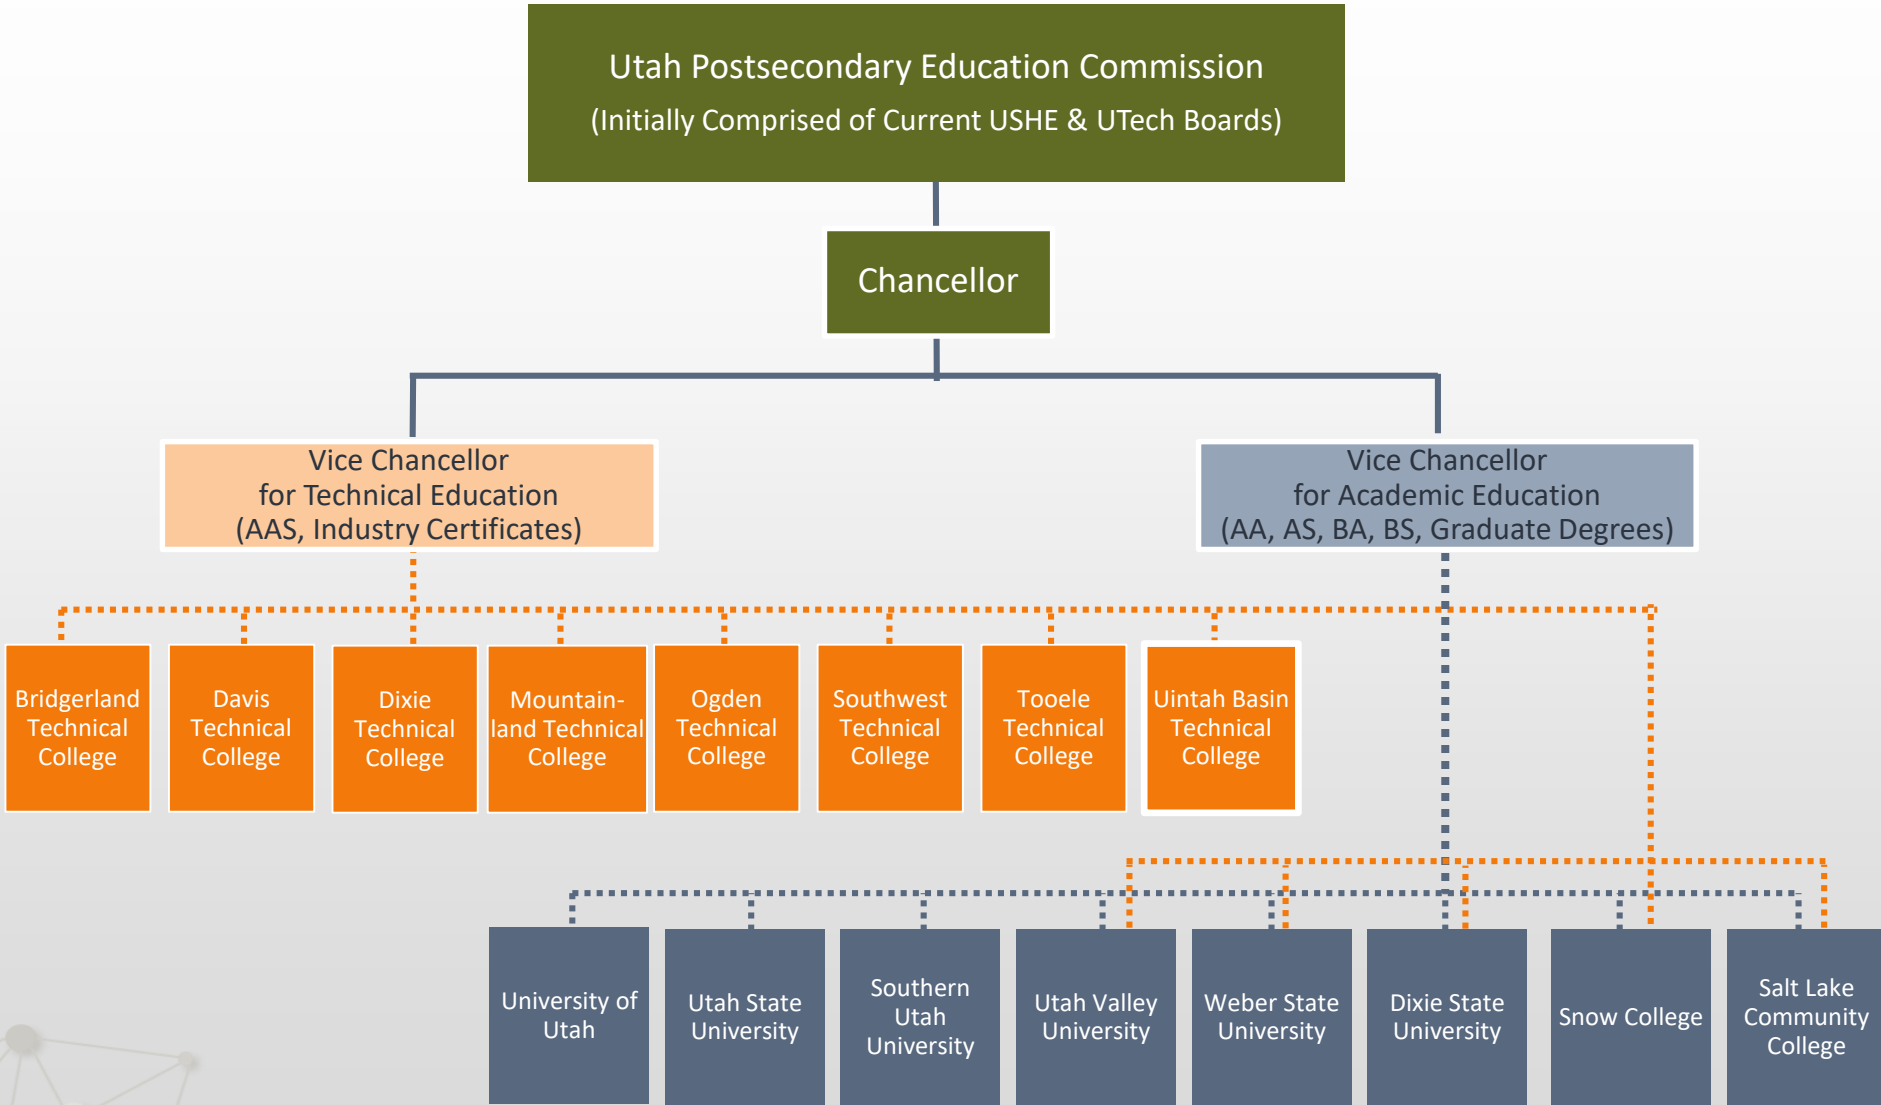 Utah Postsecondary Education Commission
(Initially Comprised of Current USHE & UTech Boards)
Chancellor
Vice Chancellor
for Technical Education
(AAS, Industry Certificates)
Vice Chancellor
for Academic Education
(AA, AS, BA, BS, Graduate Degrees)
Bridgerland
Technical
College
Davis
Technical
College
Dixie
Technical
College
Mountain-
land Technical
College
Ogden
Technical
College
Southwest
Technical
College
Tooele
Technical
College
Uintah Basin
Technical
College
University of
Utah
Utah State
University
Southern
Utah
University
Utah Valley
University
Weber State
University
Dixie State
University
Snow College
Salt Lake
Community
College